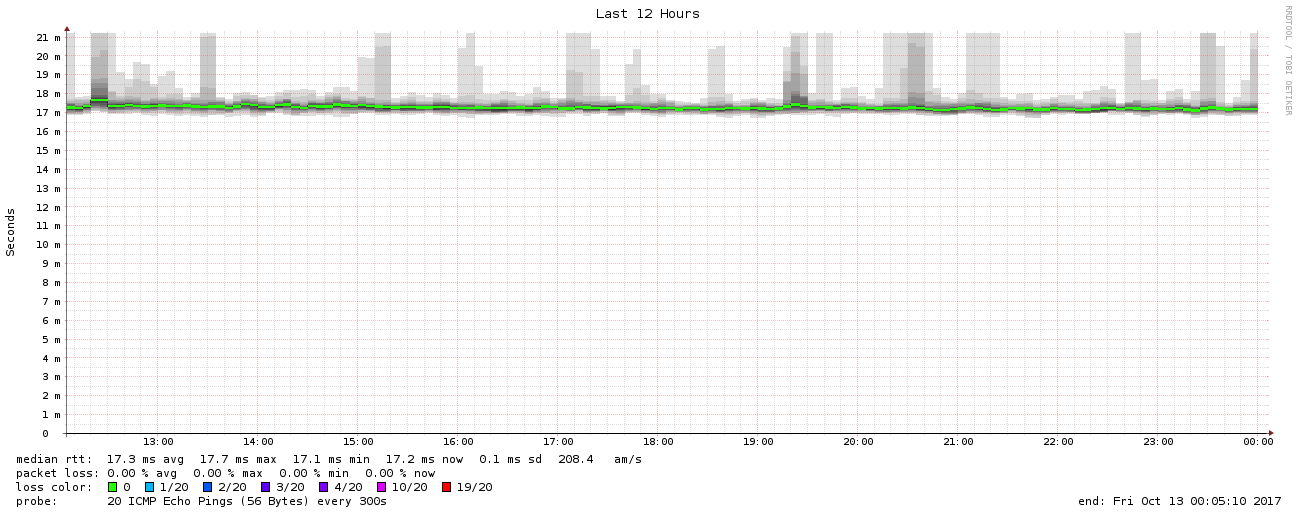 Last 12 Hours
RRDTOOL / TOBI OETIKER
Seconds
21 m
20 m
19 m
18 m
17 m
16 m
15 m
14 m
13 m
12 m
11 m
10 m
9 m
8 m
7 m
6 m
5 m
4 m
3 m
2 m
1 m
0
13:00 14:00 15:00 16:00 17:00 18:00 19:00 20:00 21:00 22:00 23:00 00:00
median rtt: 17.3 ms avg 17.7 ms max 17.1 ms min 17.2 ms now 0.1 ms sd 208.4 am/s
packet loss: 0.00 % avg 0.00 % max 0.00 % min 0.00 % now
loss color: 0 1/20 2/20 3/20 4/20 10/20 19/20
probe: 20 ICMP Echo Pings (56 Bytes) every 300s end: Fri Oct 13 00:05:10 2017